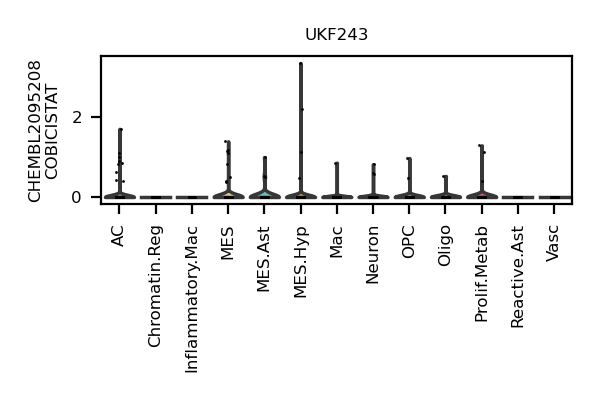 UKF243
CHEMBL2095208
COBICISTAT
2
0
AC
Chromatin.Reg
Inflammatory.Mac
MES
MES.Ast
MES.Hyp
Mac
Neuron
OPC
Oligo
Prolif.Metab
Reactive.Ast
Vasc